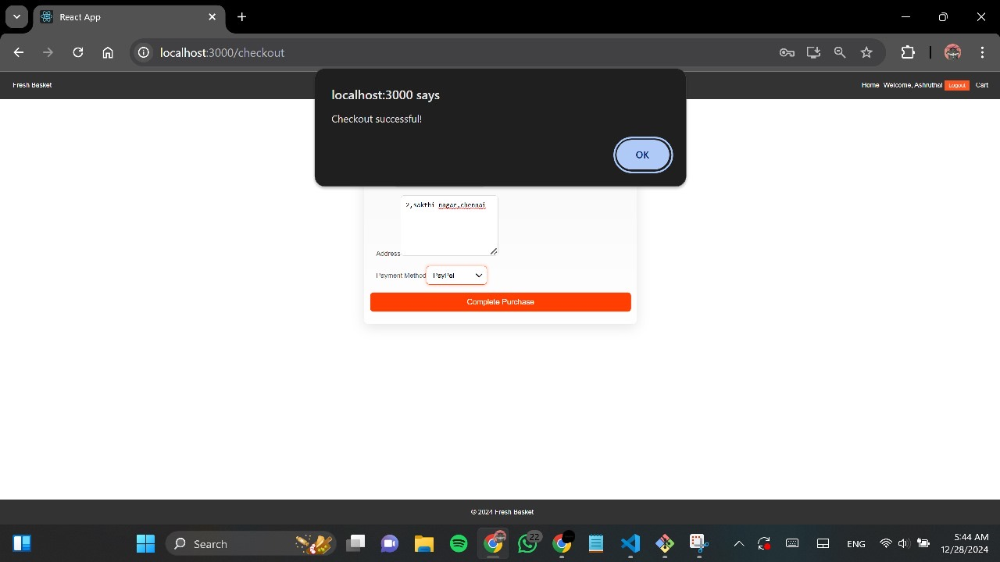 React App
localhost:3000/checkout
Fresh Basket
Home Welcome, Ashrutha! Logout Cart
localhost:3000 says
Checkout successful!
OK
2,sakthi nagar,chennai
Address
Payment Method PayPal
Complete Purchase
© 2024 Fresh Basket
Search
22
ENG
5:44 AM
12/28/2024